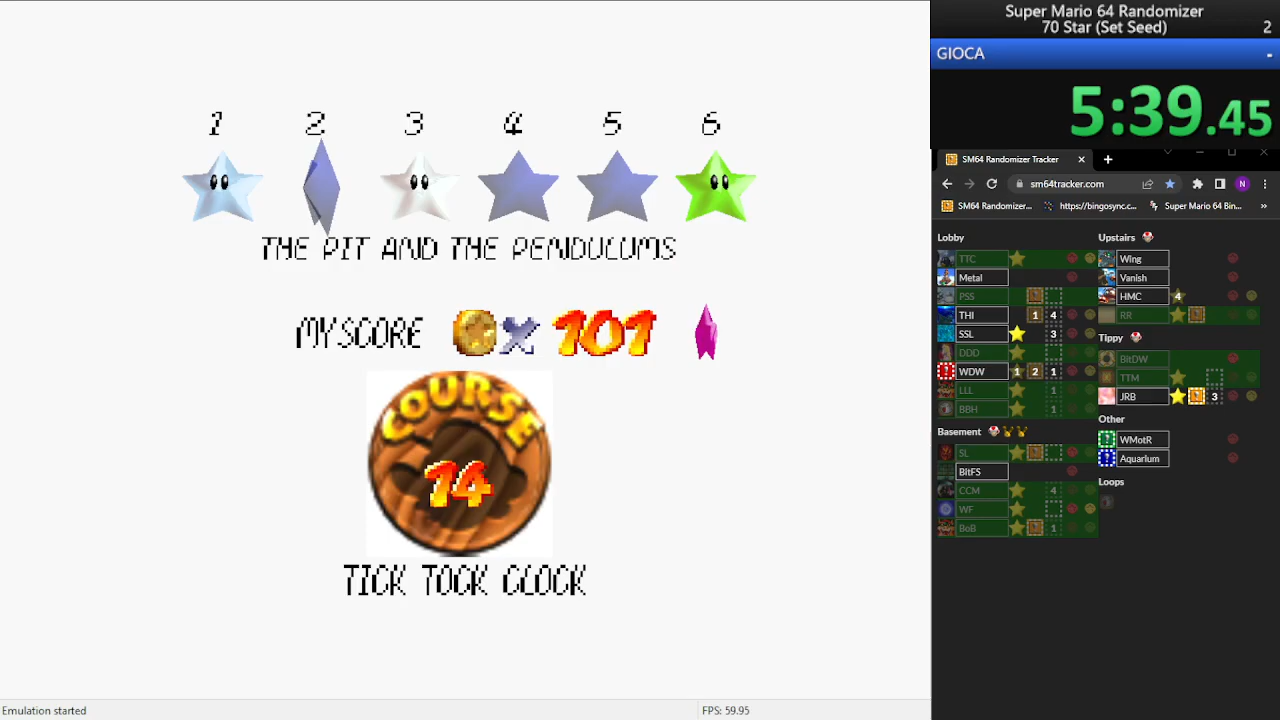 1 2 3 4 5 6
THE PIT AND THE PENDULUMS
MY SCORE × 101
COURSE
14
TICK TOCK CLOCK
Emulation started
FPS: 59.95
Super Mario 64 Randomizer
70 Star (Set Seed)
2
GIOCA
-
5:39.45
SM64 Randomizer Tracker
sm64tracker.com
N
SM64 Randomizer...
https://bingosync.c...
Super Mario 64 Bin...
»
Lobby
TTC
Metal
PSS
THI 1 4
SSL 3
DDD
WDW 1 2 1
LLL 1
BBH 1
Basement
SL
BitFS
CCM 4
WF
BoB 1
Upstairs
Wing
Vanish
HMC 4
RR
Tippy
BitDW
TTM
JRB 3
Other
? WMotR
? Aquarium
Loops